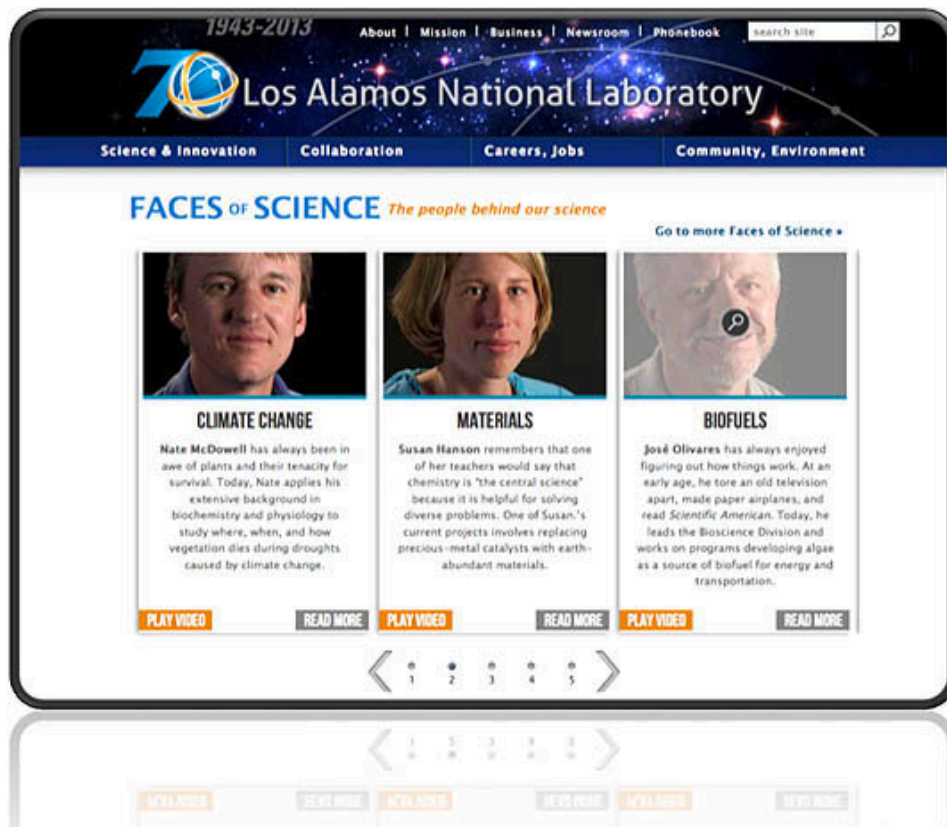 1943-2013
About | Mission | Business | Newsroom | Phonebook
search site
70 Los Alamos National Laboratory
Science & Innovation
Collaboration
Careers, Jobs
Community, Environment
FACES OF SCIENCE The people behind our science
Go to more Faces of Science
CLIMATE CHANGE
Nate McDowell has always been in
awe of plants and their tenacity for
survival. Today, Nate applies his
extensive background in
biochemistry and physiology to
study where, when, and how
vegetation dies during droughts
caused by climate change.
PLAY VIDEO
READ MORE
MATERIALS
Susan Hanson remembers that one
of her teachers would say that
chemistry is "the central science"
because it is helpful for solving
diverse problems. One of Susan.'s
current projects involves replacing
precious-metal catalysts with earth-
abundant materials.
PLAY VIDEO
READ MORE
BIOFUELS
José Olivares has always enjoyed
figuring out how things work. At an
early age, he tore an old television
apart, made paper airplanes, and
read Scientific American. Today, he
leads the Bioscience Division and
works on programs developing algae
as a source of biofuel for energy and
transportation.
PLAY VIDEO
READ MORE
1 2 3 4 5